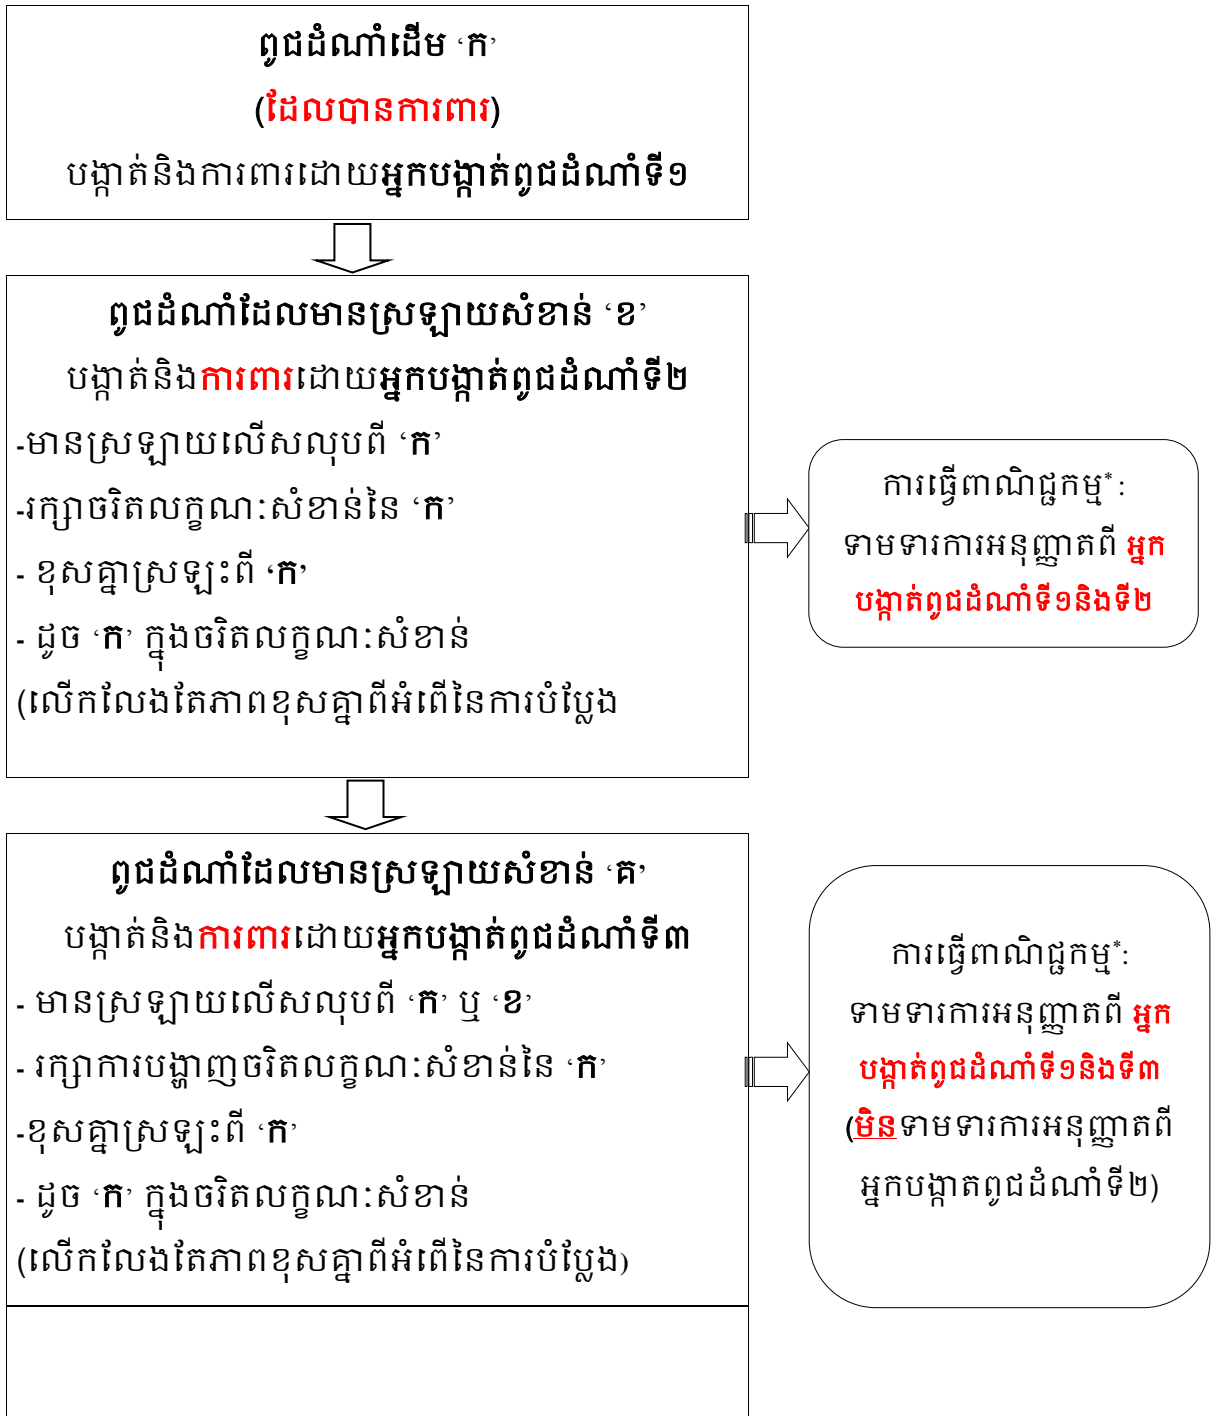 ពូជដំណាំដើម ‘ក’
(ដែលបានការពារ)
បង្កាត់និងការពារដោយអ្នកបង្កាត់ពូជដំណាំទី១
ពូជដំណាំដែលមានស្រឡាយសំខាន់ ‘ខ’
បង្កាត់និងការពារដោយអ្នកបង្កាត់ពូជដំណាំទី២
-មានស្រឡាយលើសលុបពី ‘ក’
-រក្សាចរិតលក្ខណៈសំខាន់នៃ ‘ក’
- ខុសគ្នាស្រឡះពី ‘ក’
- ដូច ‘ក’ ក្នុងចរិតលក្ខណៈសំខាន់
(លើកលែងតែភាពខុសគ្នាពីអំពើនៃការបំប្លែង
ការធ្វើពាណិជ្ជកម្ម* :
ទាមទារការអនុញ្ញាតពី អ្នក
បង្កាត់ពូជដំណាំទី១និងទី២
ពូជដំណាំដែលមានស្រឡាយសំខាន់ ‘គ’
បង្កាត់និងការពារដោយអ្នកបង្កាត់ពូជដំណាំទី៣
- មានស្រឡាយលើសលុបពី ‘ក’ ឬ ‘ខ’
- រក្សាការបង្ហាញចរិតលក្ខណៈសំខាន់នៃ ‘ក’
-ខុសគ្នាស្រឡះពី ‘ក’
- ដូច ‘ក’ ក្នុងចរិតលក្ខណៈសំខាន់
(លើកលែងតែភាពខុសគ្នាពីអំពើនៃការបំប្លែង)
ការធ្វើពាណិជ្ជកម្ម*:
ទាមទារការអនុញ្ញាតពី អ្នក
បង្កាត់ពូជដំណាំទី១និងទី៣
(មិនទាមទារការអនុញ្ញាតពី
អ្នកបង្កាតពូជដំណាំទី២)